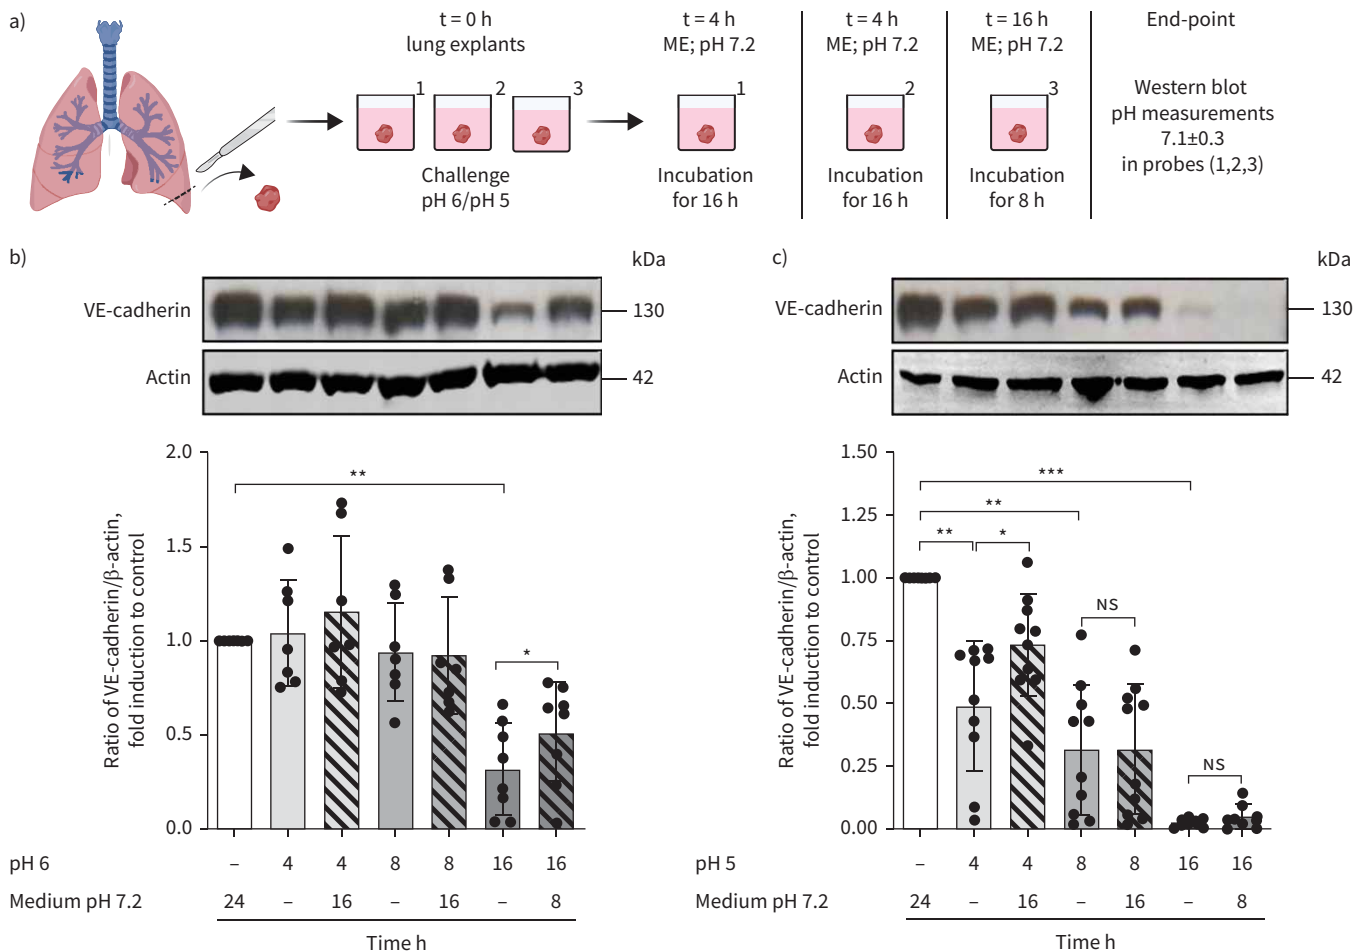 a)
t = 0 h
lung explants
1
2
3
Challenge
pH 6/pH 5
t = 4 h
ME; pH 7.2
1
Incubation
for 16 h
t = 4 h
ME; pH 7.2
2
Incubation
for 16 h
t = 16 h
ME; pH 7.2
3
Incubation
for 8 h
End-point
Western blot
pH measurements
7.1±0.3
in probes (1,2,3)
b)
kDa
VE-cadherin
130
Actin
42
Ratio of VE-cadherin/β-actin,
fold induction to control
2.0
1.5
1.0
0.5
0.0
**
*
pH 6
– 4 4 8 8 16 16
Medium pH 7.2
24 – 16 – 16 – 8
Time h
c)
kDa
VE-cadherin
130
Actin
42
Ratio of VE-cadherin/β-actin,
fold induction to control
1.50
1.25
1.00
0.75
0.50
0.25
0.00
***
**
**
*
NS
NS
pH 5
– 4 4 8 8 16 16
Medium pH 7.2
24 – 16 – 16 – 8
Time h